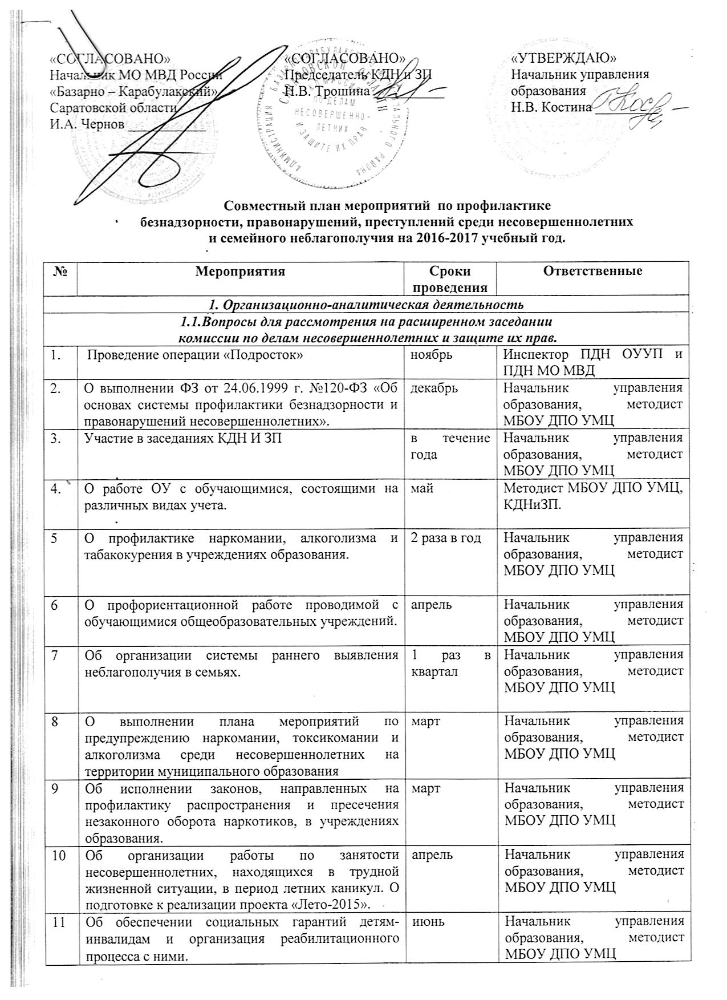 «СОГЛАСОВАНО»
Начальник МО МВД России
«Базарно – Карабулакский»
Саратовской области
И.А. Чернов
«СОГЛАСОВАНО»
Председатель КДН и ЗП
Н.В. Трошина
АДМИНИСТРАЦИЯ БАЗАРНО-КАРАБУЛАКСКОГО МУНИЦИПАЛЬНОГО РАЙОНА
САРАТОВСКОЙ ОБЛАСТИ
КОМИССИЯ
ПО ДЕЛАМ
НЕСОВЕРШЕННО-
ЛЕТНИХ
И ЗАЩИТЕ ИХ ПРАВ
«УТВЕРЖДАЮ»
Начальник управления
образования
Н.В. Костина
Совместный план мероприятий по профилактике
безнадзорности, правонарушений, преступлений среди несовершеннолетних
и семейного неблагополучия на 2016-2017 учебный год.
№ Мероприятия Сроки проведения Ответственные
1. Организационно-аналитическая деятельность
1.1.Вопросы для рассмотрения на расширенном заседании
комиссии по делам несовершеннолетних и защите их прав.
1. Проведение операции «Подросток» ноябрь Инспектор ПДН ОУУП и
ПДН МО МВД
2. О выполнении ФЗ от 24.06.1999 г. №120-ФЗ «Об декабрь Начальник управления
основах системы профилактики безнадзорности и образования, методист
правонарушений несовершеннолетних». МБОУ ДПО УМЦ
3. Участие в заседаниях КДН И ЗП в течение Начальник управления
года образования, методист
МБОУ ДПО УМЦ
4. О работе ОУ с обучающимися, состоящими на май Методист МБОУ ДПО УМЦ,
различных видах учета. КДНиЗП.
5 О профилактике наркомании, алкоголизма и 2 раза в год Начальник управления
табакокурения в учреждениях образования. образования, методист
МБОУ ДПО УМЦ
6 О профориентационной работе проводимой с апрель Начальник управления
обучающимися общеобразовательных учреждений. образования, методист
МБОУ ДПО УМЦ
7 Об организации системы раннего выявления 1 раз в Начальник управления
неблагополучия в семьях. квартал образования, методист
МБОУ ДПО УМЦ
8 О выполнении плана мероприятий по март Начальник управления
предупреждению наркомании, токсикомании и образования, методист
алкоголизма среди несовершеннолетних на МБОУ ДПО УМЦ
территории муниципального образования
9 Об исполнении законов, направленных на март Начальник управления
профилактику распространения и пресечения образования, методист
незаконного оборота наркотиков, в учреждениях МБОУ ДПО УМЦ
образования.
10 Об организации работы по занятости апрель Начальник управления
несовершеннолетних, находящихся в трудной образования, методист
жизненной ситуации, в период летних каникул. О МБОУ ДПО УМЦ
подготовке к реализации проекта «Лето-2015».
11 Об обеспечении социальных гарантий детям- июнь Начальник управления
инвалидам и организация реабилитационного образования, методист
процесса с ними. МБОУ ДПО УМЦ